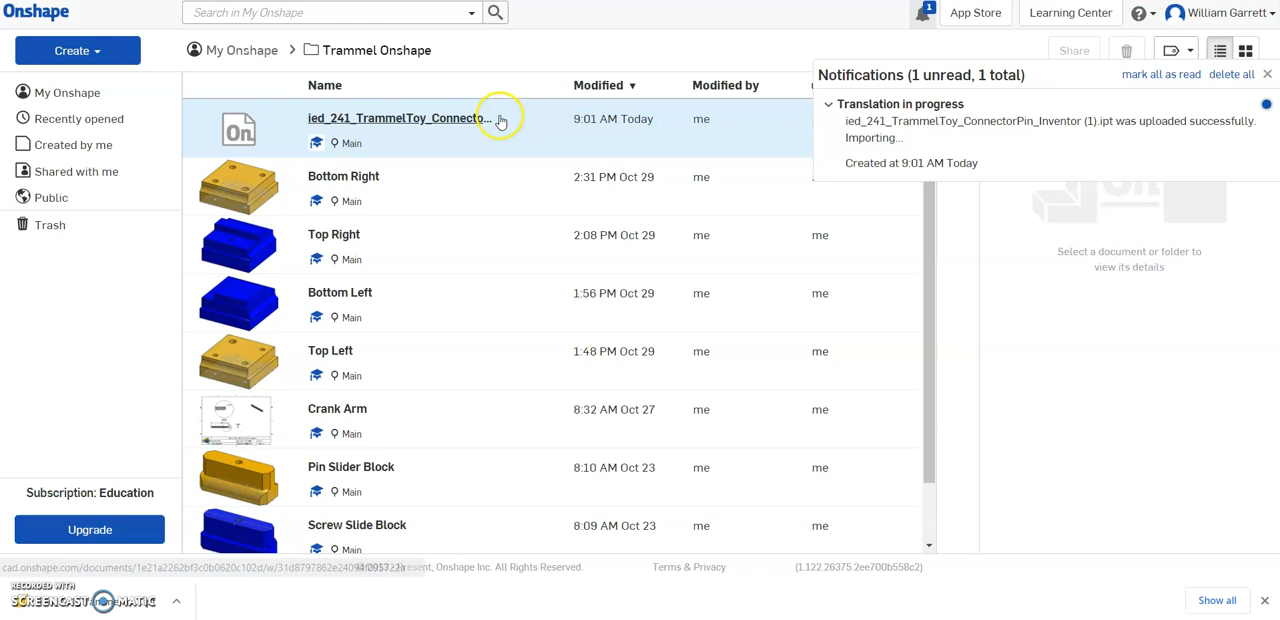 Onshape
Search in My Onshape
1
App Store
Learning Center
William Garrett
Create
My Onshape
Trammel Onshape
Share
Notifications (1 unread, 1 total)
mark all as read
delete all
Translation in progress
ied_241_TrammelToy_ConnectorPin_Inventor (1).ipt was uploaded successfully.
Importing...
Created at 9:01 AM Today
My Onshape
Recently opened
Created by me
Shared with me
Public
Trash
Name
Modified
Modified by
On
ied_241_TrammelToy_Connecto...
9:01 AM Today
me
Main
Bottom Right
2:31 PM Oct 29
me
Main
Top Right
2:08 PM Oct 29
me
me
Main
Bottom Left
1:56 PM Oct 29
me
me
Main
Top Left
1:48 PM Oct 29
me
me
Main
Crank Arm
8:32 AM Oct 27
me
me
Main
Pin Slider Block
8:10 AM Oct 23
me
me
Main
Screw Slide Block
8:09 AM Oct 23
me
me
Main
Select a document or folder to
view its details
Subscription: Education
Upgrade
Present, Onshape Inc. All Rights Reserved.
Terms & Privacy
(1.122.26375.2ee700b558c2)
RECORDED WITH
SCREENCAST MATIC
Show all